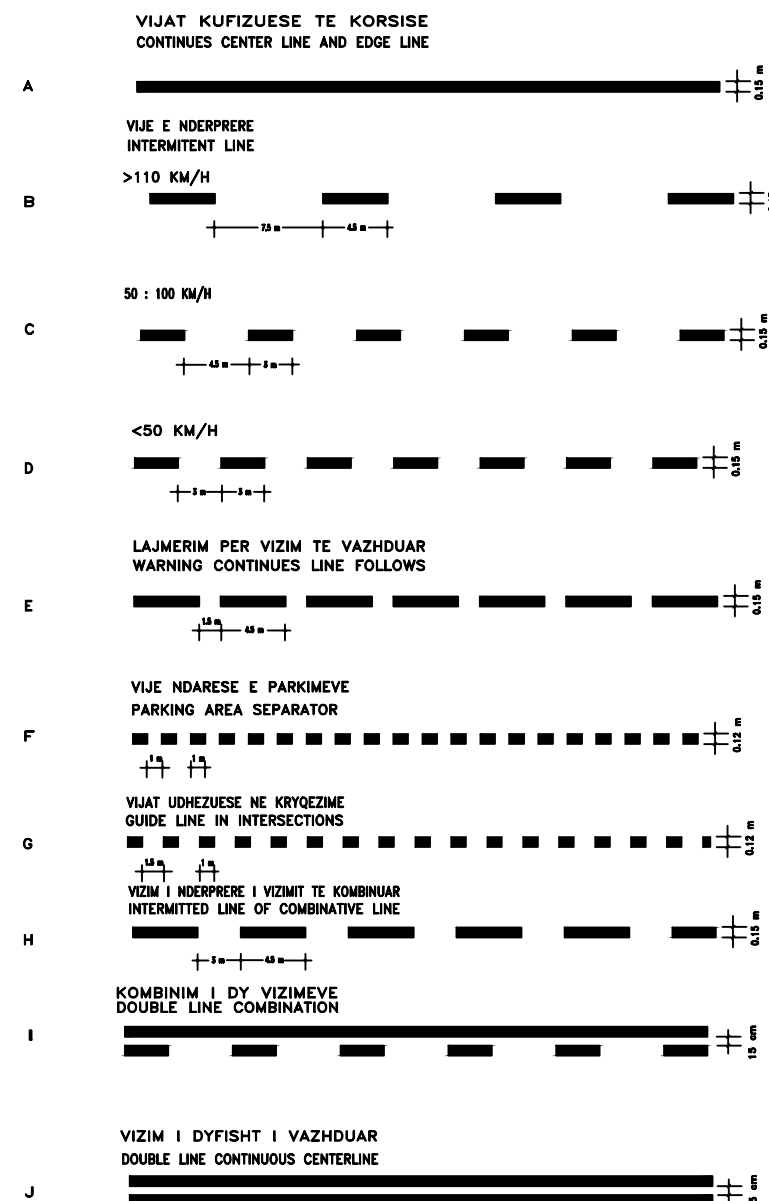 VIJAT KUFIZUESE TE KORSISE
CONTINUES CENTER LINE AND EDGE LINE
A
0.15 m
VIJE E NDERPRERE
INTERMITENT LINE
>110 KM/H
B
7.5 m
4.5 m
50 : 100 KM/H
C
0.15 m
4.5 m
3 m
<50 KM/H
D
0.15 m
3 m
3 m
LAJMERIM PER VIZIM TE VAZHDUAR
WARNING CONTINUES LINE FOLLOWS
E
0.15 m
1.5 m
4.5 m
VIJE NDARESE E PARKIMEVE
PARKING AREA SEPARATOR
F
0.12 m
1 m
1 m
VIJAT UDHEZUESE NE KRYQEZIME
GUIDE LINE IN INTERSECTIONS
G
0.12 m
1.5 m
1 m
VIZIM I NDERPRERE I VIZIMIT TE KOMBINUAR
INTERMITTED LINE OF COMBINATIVE LINE
H
0.15 m
3 m
4.5 m
KOMBINIM I DY VIZIMEVE
DOUBLE LINE COMBINATION
I
15 cm
VIZIM I DYFISHT I VAZHDUAR
DOUBLE LINE CONTINUOUS CENTERLINE
J
5 cm